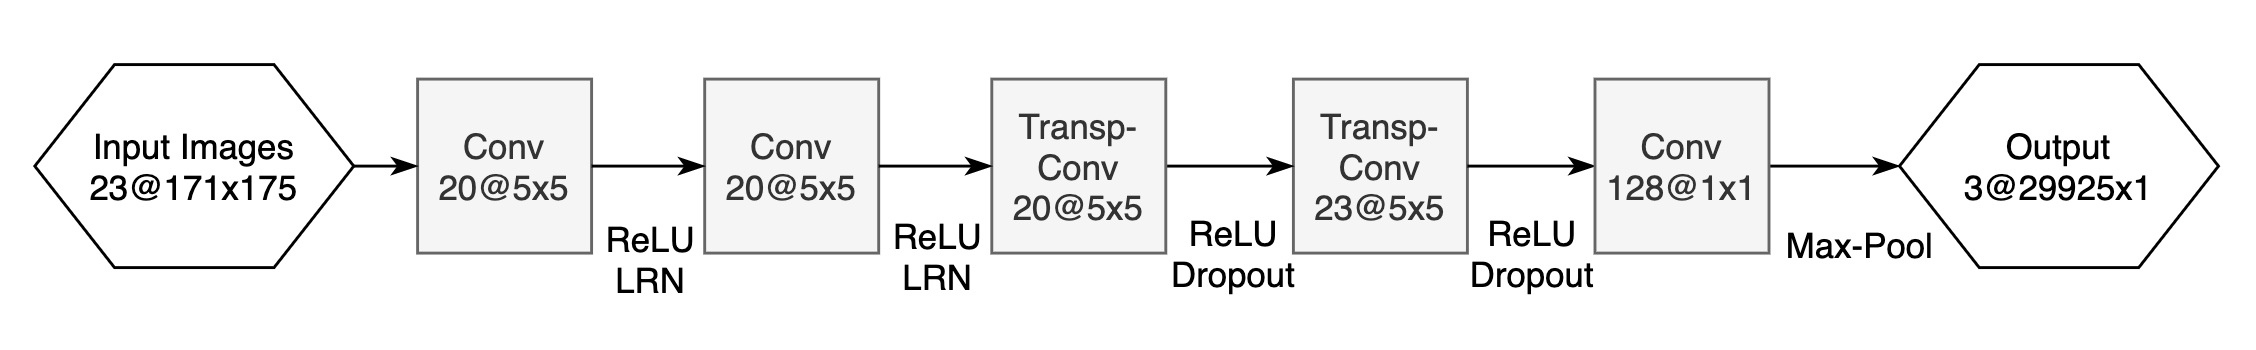 Input Images
23@171x175
Conv
20@5x5
ReLU
LRN
Conv
20@5x5
ReLU
LRN
Transp-
Conv
20@5x5
ReLU
Dropout
Transp-
Conv
23@5x5
ReLU
Dropout
Conv
128@1x1
Max-Pool
Output
3@29925x1